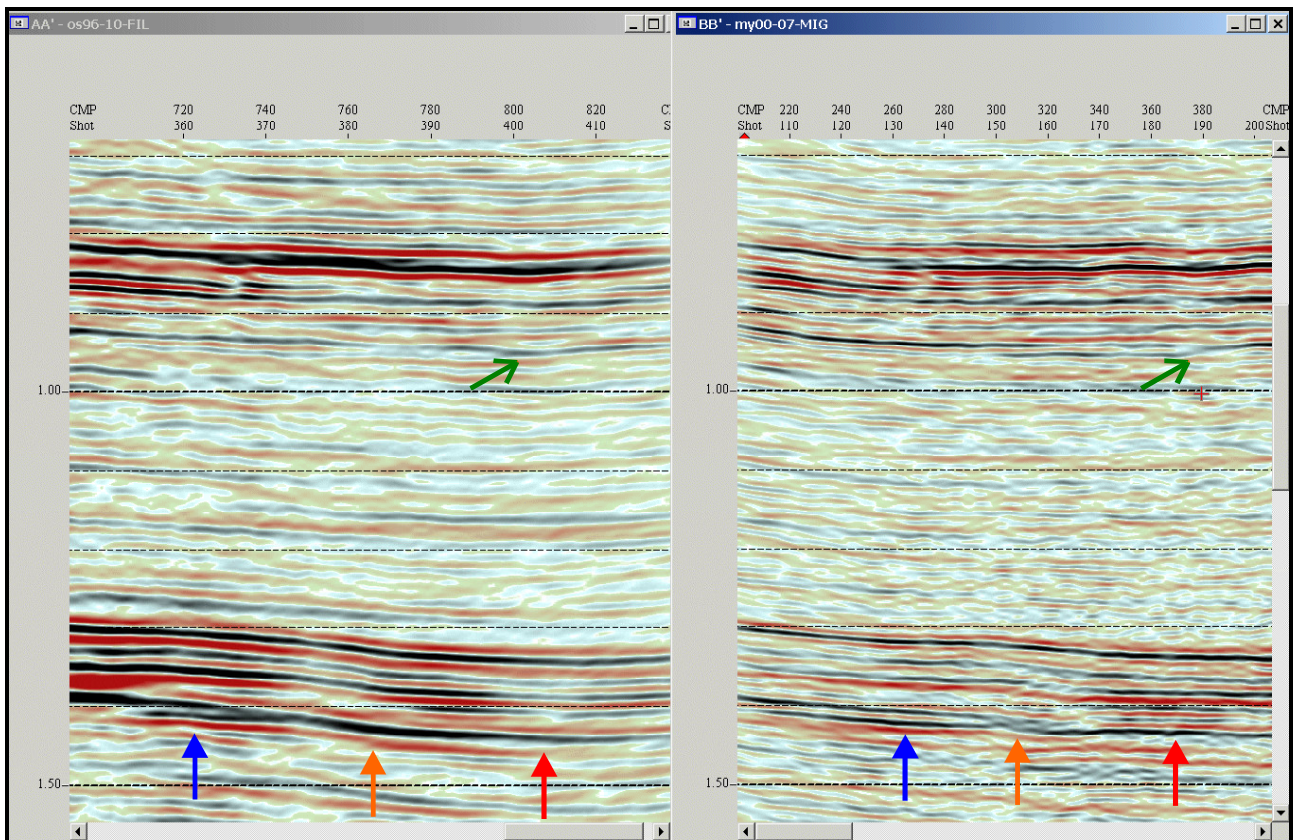 AA' - os96-10-FIL
CMP 720 740 760 780 800 820 C
Shot 360 370 380 390 400 410 S
1.00
1.50
BB' - my00-07-MIG
CMP 220 240 260 280 300 320 340 360 380 CMP
Shot 110 120 130 140 150 160 170 180 190 200 Shot
1.00
1.50